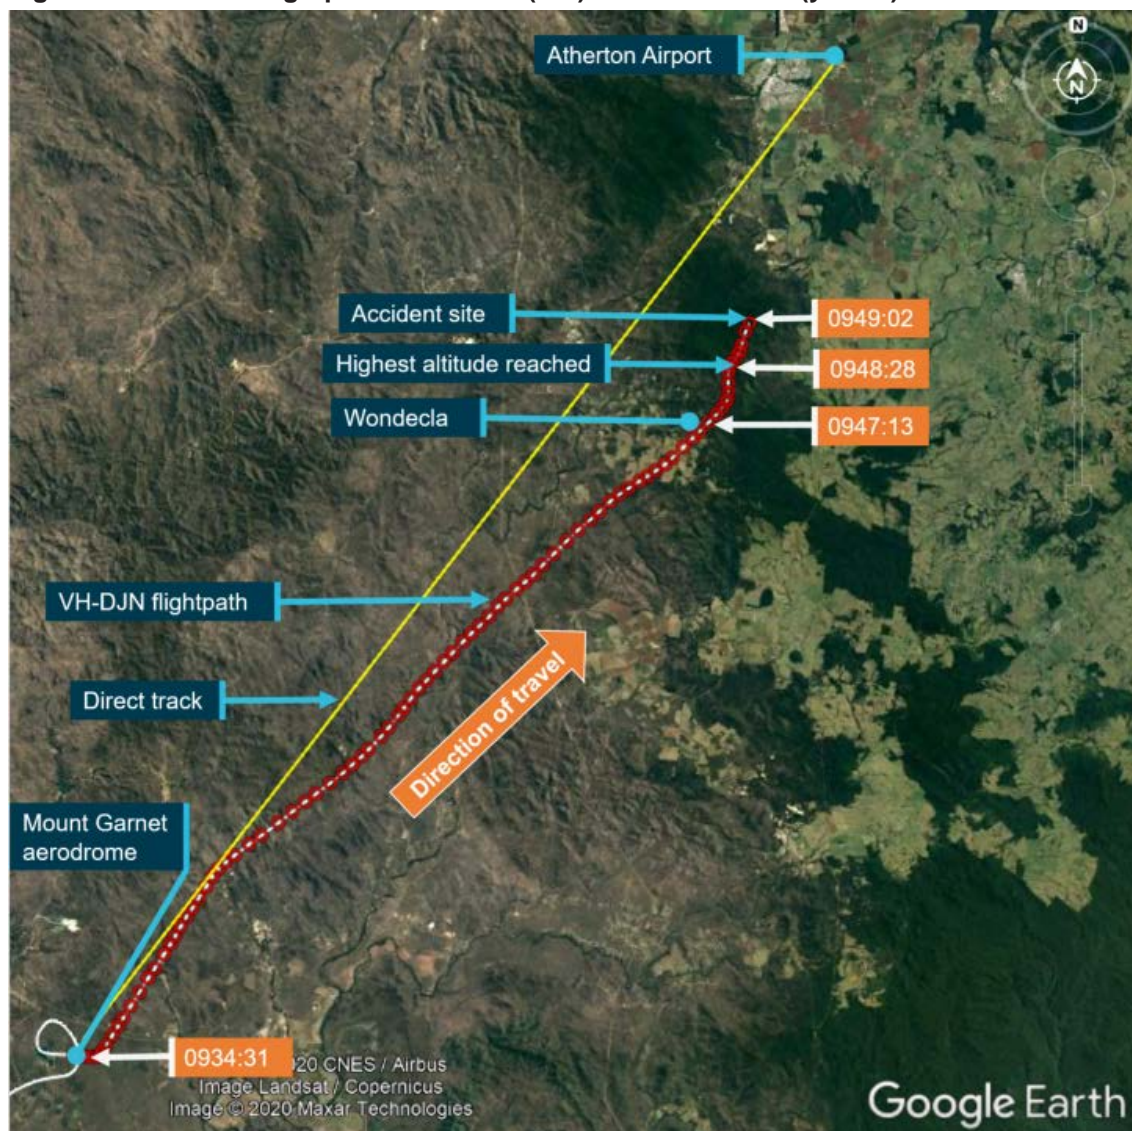 Atherton Airport
N
N
Accident site
0949:02
Highest altitude reached
0948:28
Wondecla
0947:13
VH-DJN flightpath
Direction of travel
Direct track
Mount Garnet
aerodrome
0934:31
20 CNES / Airbus
Image Landsat / Copernicus
Image © 2020 Maxar Technologies
Google Earth